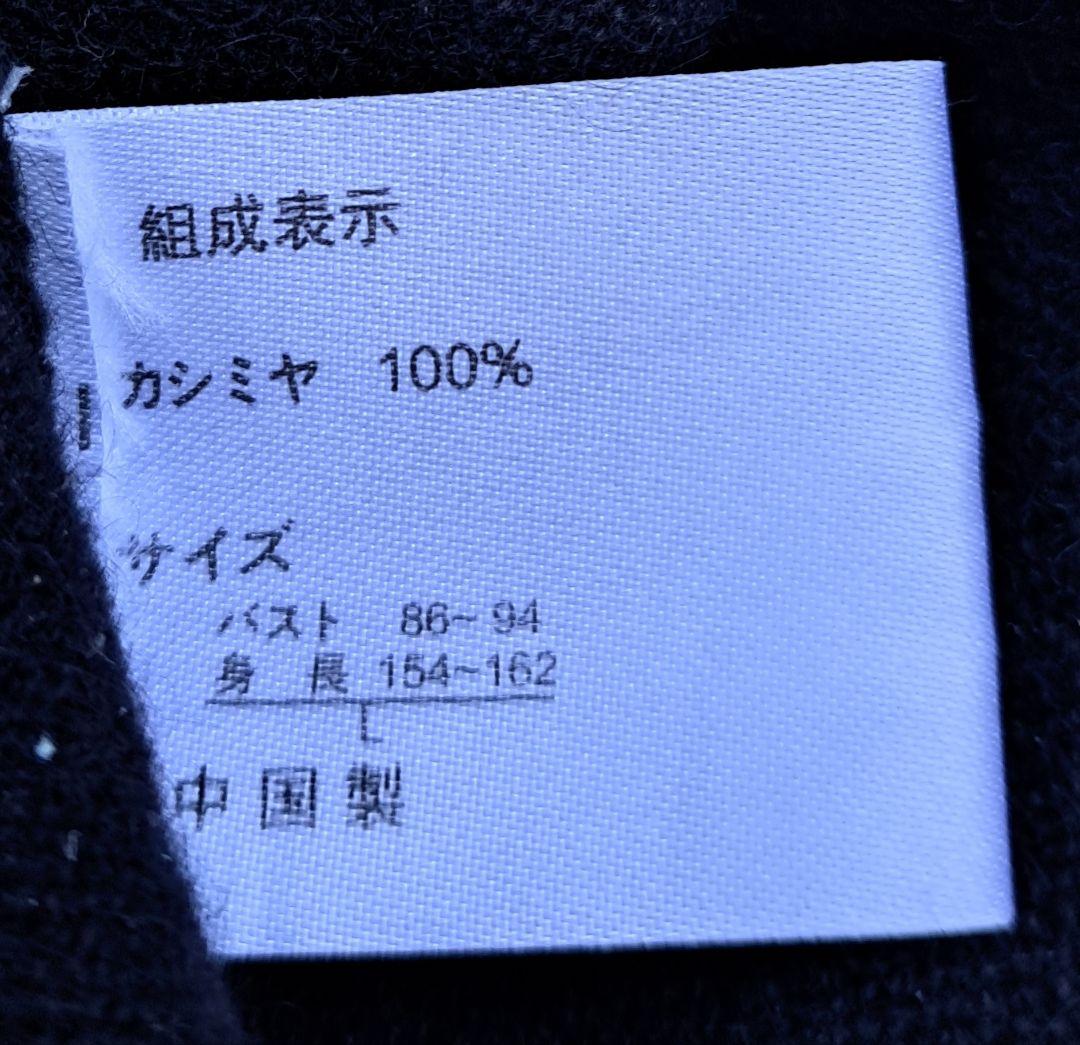 組成表示
カシミヤ 100%
サイズ
バスト 86~94
身 長 154~162
L
中国製